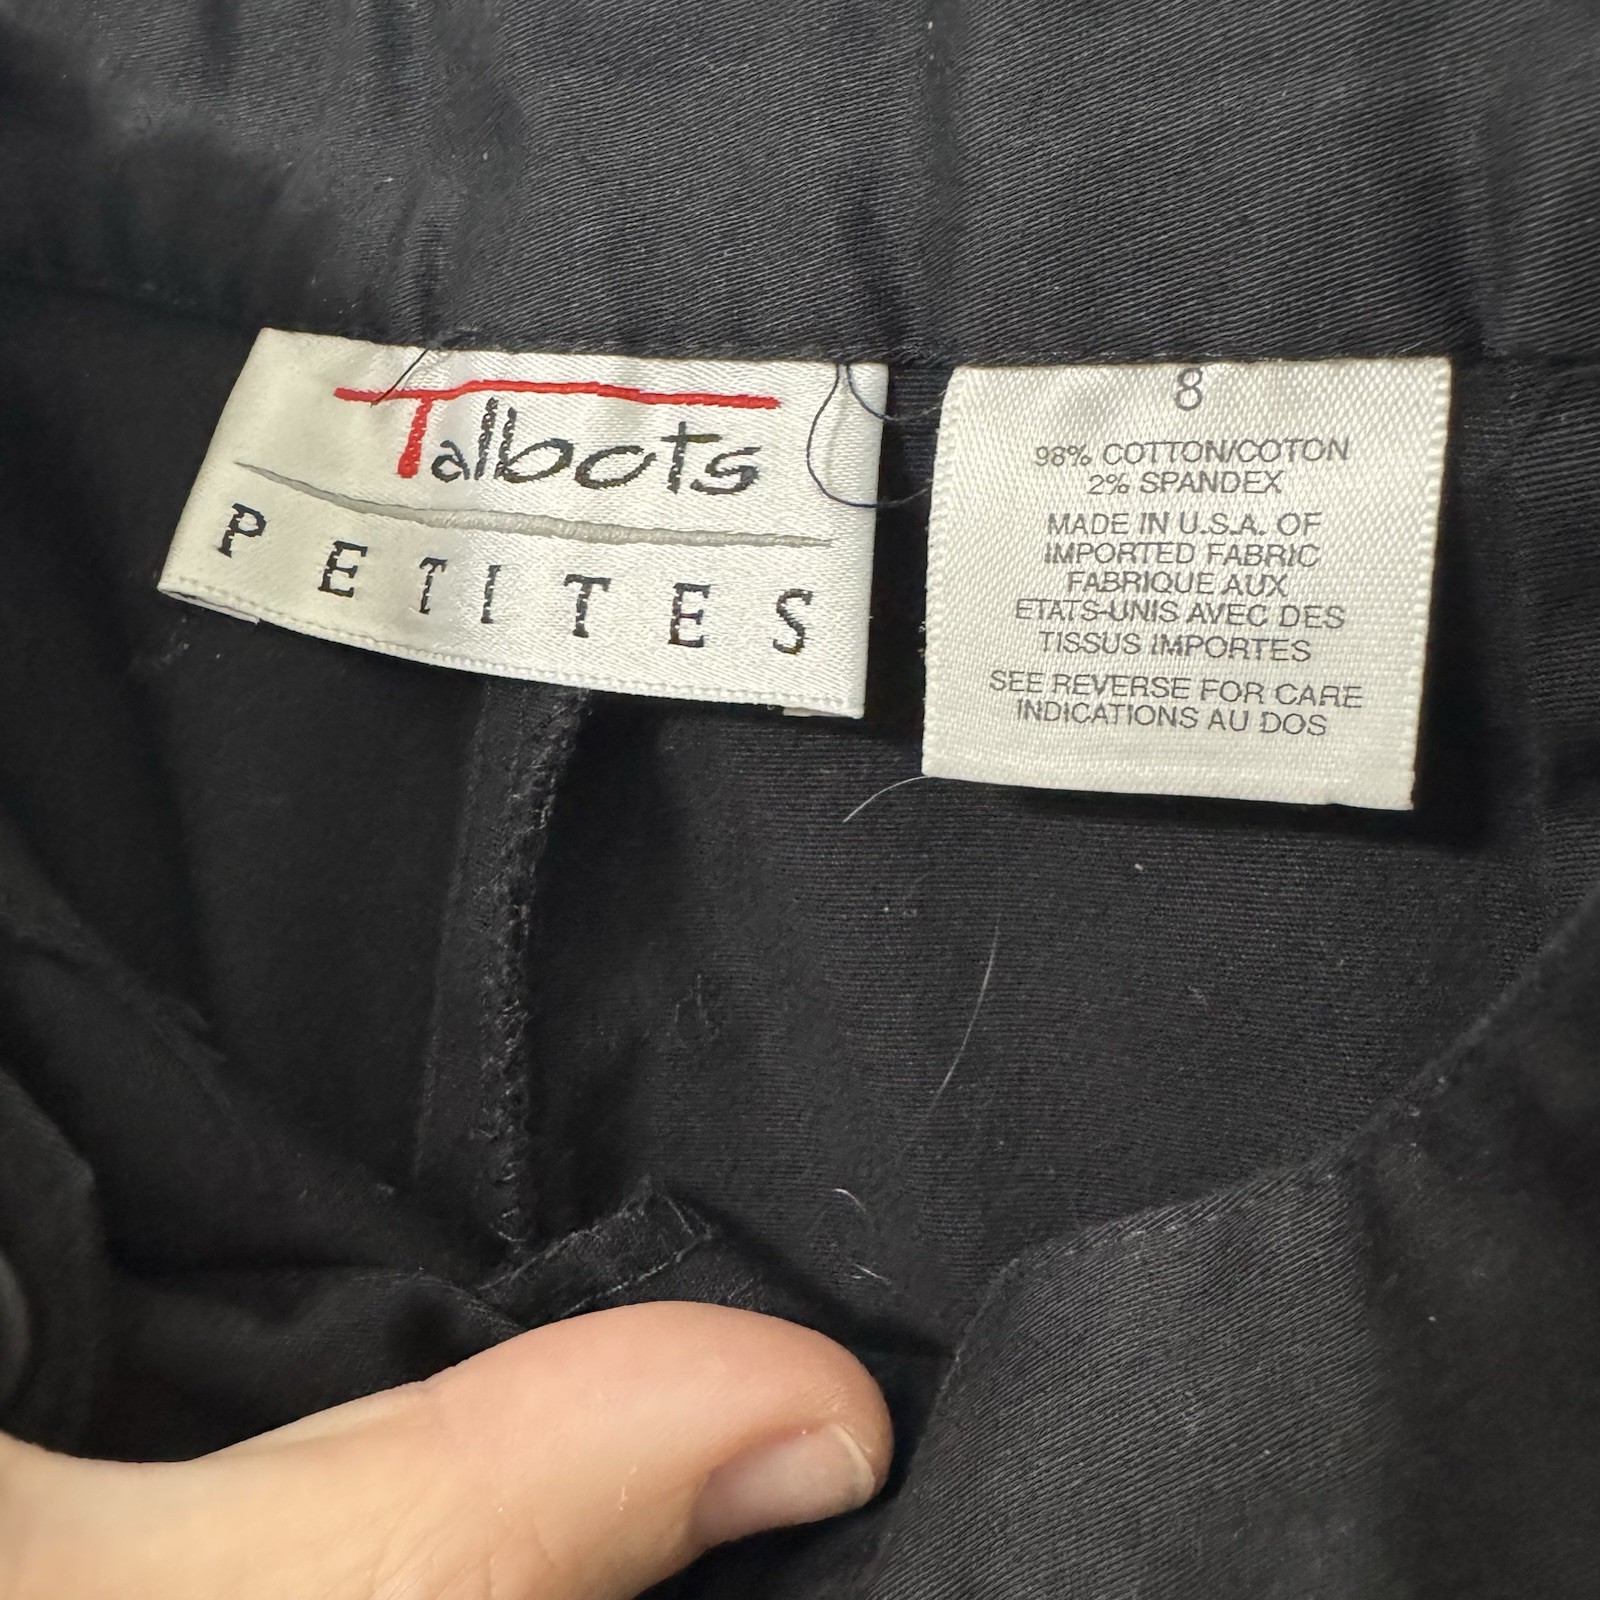 Talbots
PETITES
8
98% COTTON/COTON
2% SPANDEX
MADE IN U.S.A. OF
IMPORTED FABRIC
FABRIQUE AUX
ETATS-UNIS AVEC DES
TISSUS IMPORTES
SEE REVERSE FOR CARE
INDICATIONS AU DOS